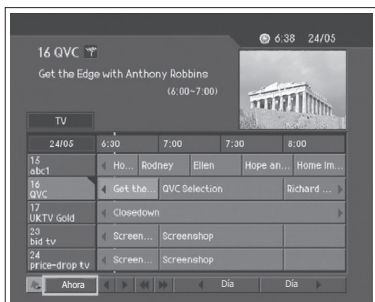 6:38 24/05
16 QVC
Get the Edge with Anthony Robbins
(6:00~7:00)
TV
24/05 6:30 7:00 7:30 8:00
15 abc1 Ho... Rodney Ellen Hope an... Home Im...
16 QVC Get the... QVC Selection Richard ...
17 UKTV Gold Closedown
23 bid tv Screen... Screenshop
24 price-drop tv Screen... Screenshop
Ahora Día Día